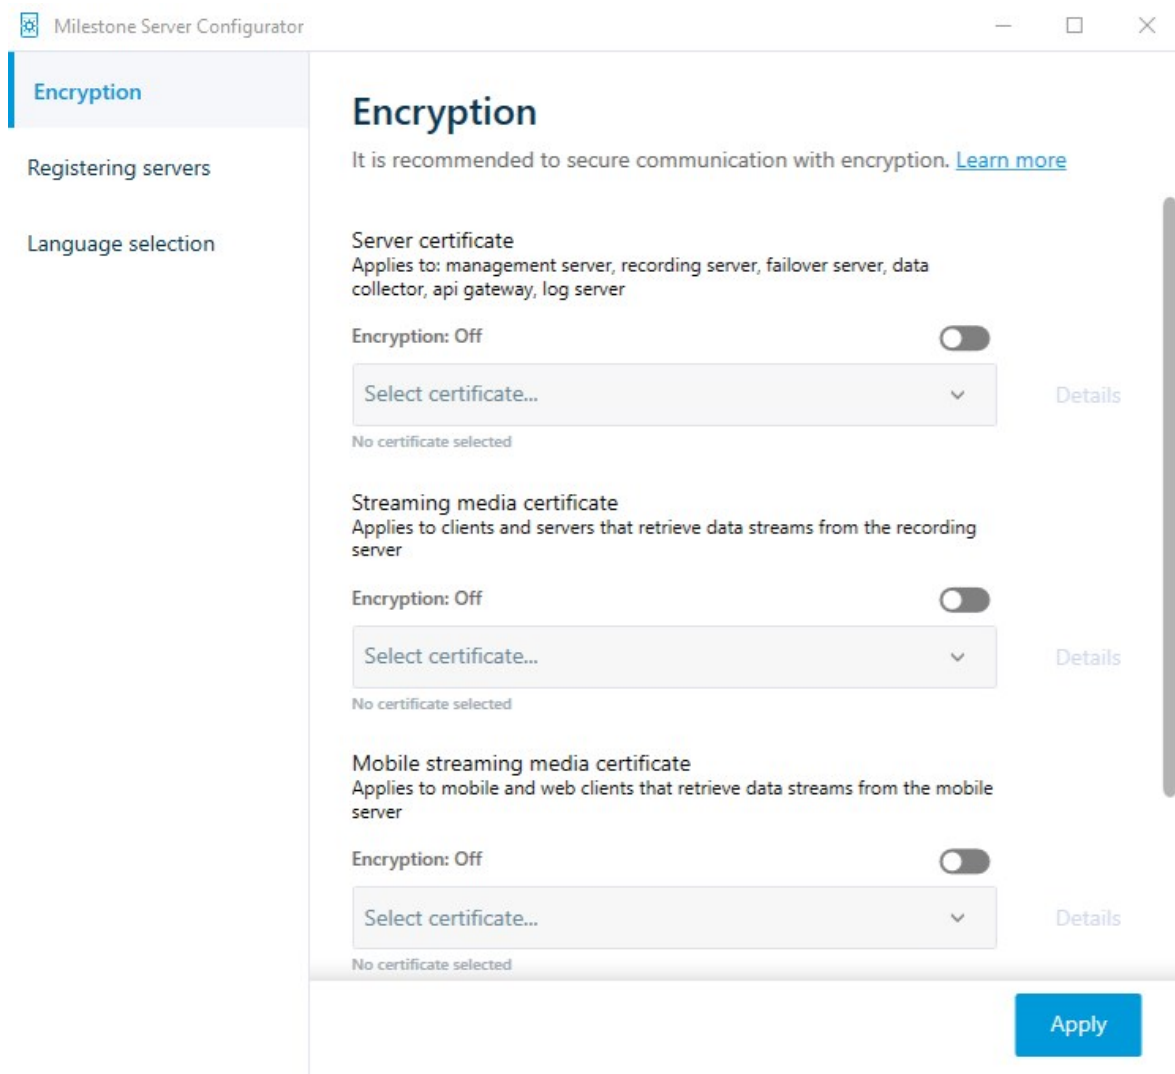 Milestone Server Configurator
Encryption
Registering servers
Language selection
Encryption
It is recommended to secure communication with encryption. Learn more
Server certificate
Applies to: management server, recording server, failover server, data
collector, api gateway, log server
Encryption: Off
Select certificate...
Details
No certificate selected
Streaming media certificate
Applies to clients and servers that retrieve data streams from the recording
server
Encryption: Off
Select certificate...
Details
No certificate selected
Mobile streaming media certificate
Applies to mobile and web clients that retrieve data streams from the mobile
server
Encryption: Off
Select certificate...
Details
No certificate selected
Apply